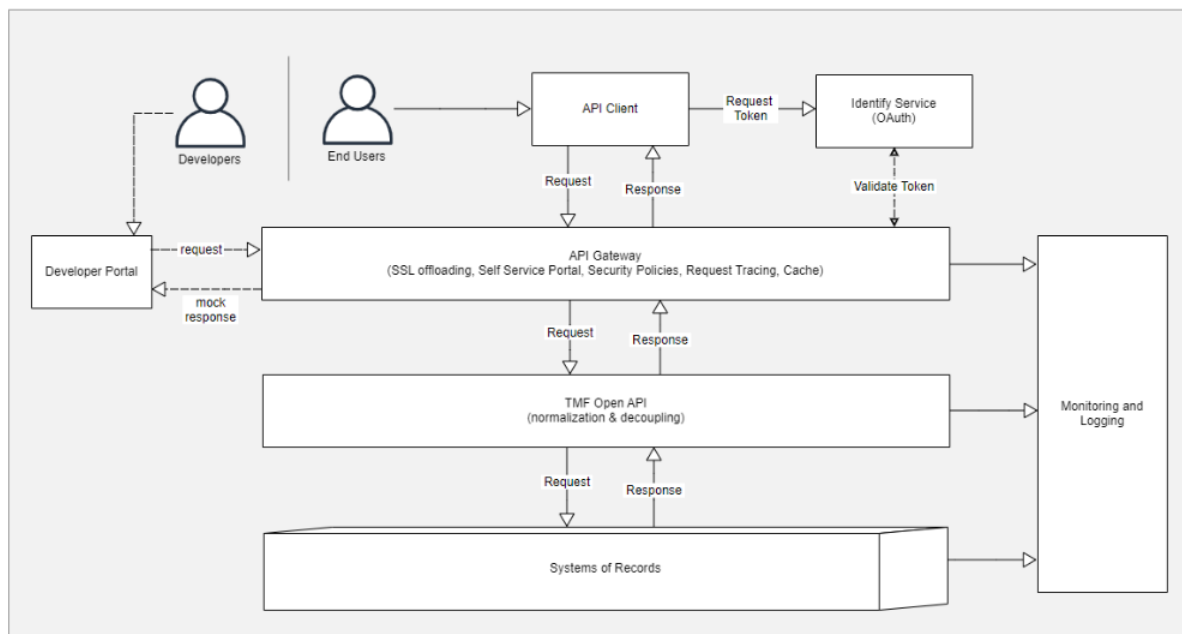 API Client
Request
Token
Identify Service
(OAuth)
Developers
End Users
Request
Response
Validate Token
Developer Portal
request
mock
response
API Gateway
(SSL offloading, Self Service Portal, Security Policies, Request Tracing, Cache)
Request
Response
TMF Open API
(normalization & decoupling)
Monitoring and
Logging
Request
Response
Systems of Records